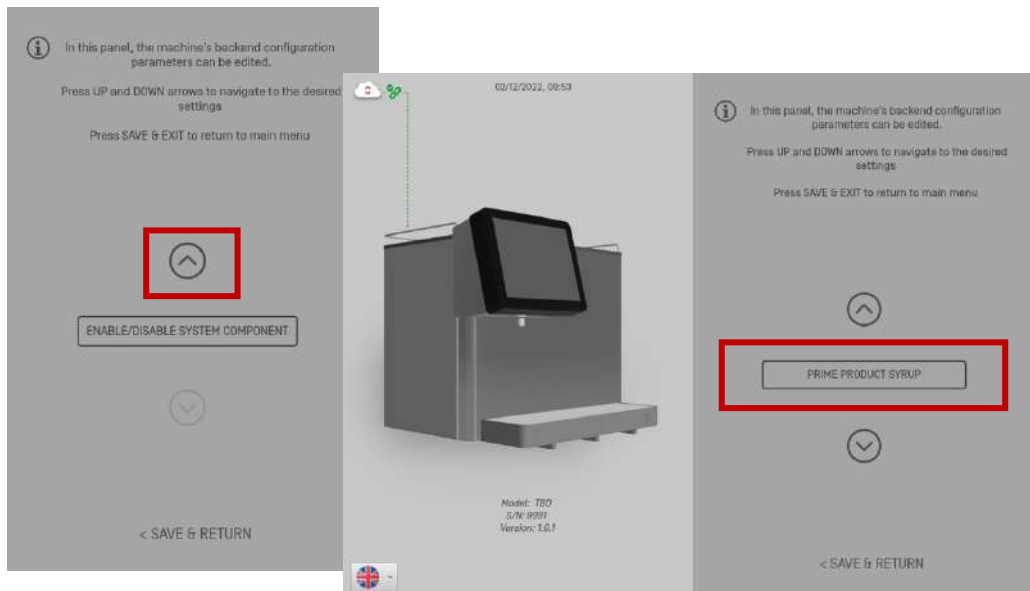 In this panel, the machine's backend configuration
parameters can be edited.
Press UP and DOWN arrows to navigate to the desired
settings
Press SAVE & EXIT to return to main menu
ENABLE/DISABLE SYSTEM COMPONENT
< SAVE & RETURN
02/12/2022, 09:53
Model: TBD
S/N: 9991
Version: 1.0.1
In this panel, the machine's backend configuration
parameters can be edited.
Press UP and DOWN arrows to navigate to the desired
settings
Press SAVE & EXIT to return to main menu
PRIME PRODUCT SYRUP
< SAVE & RETURN